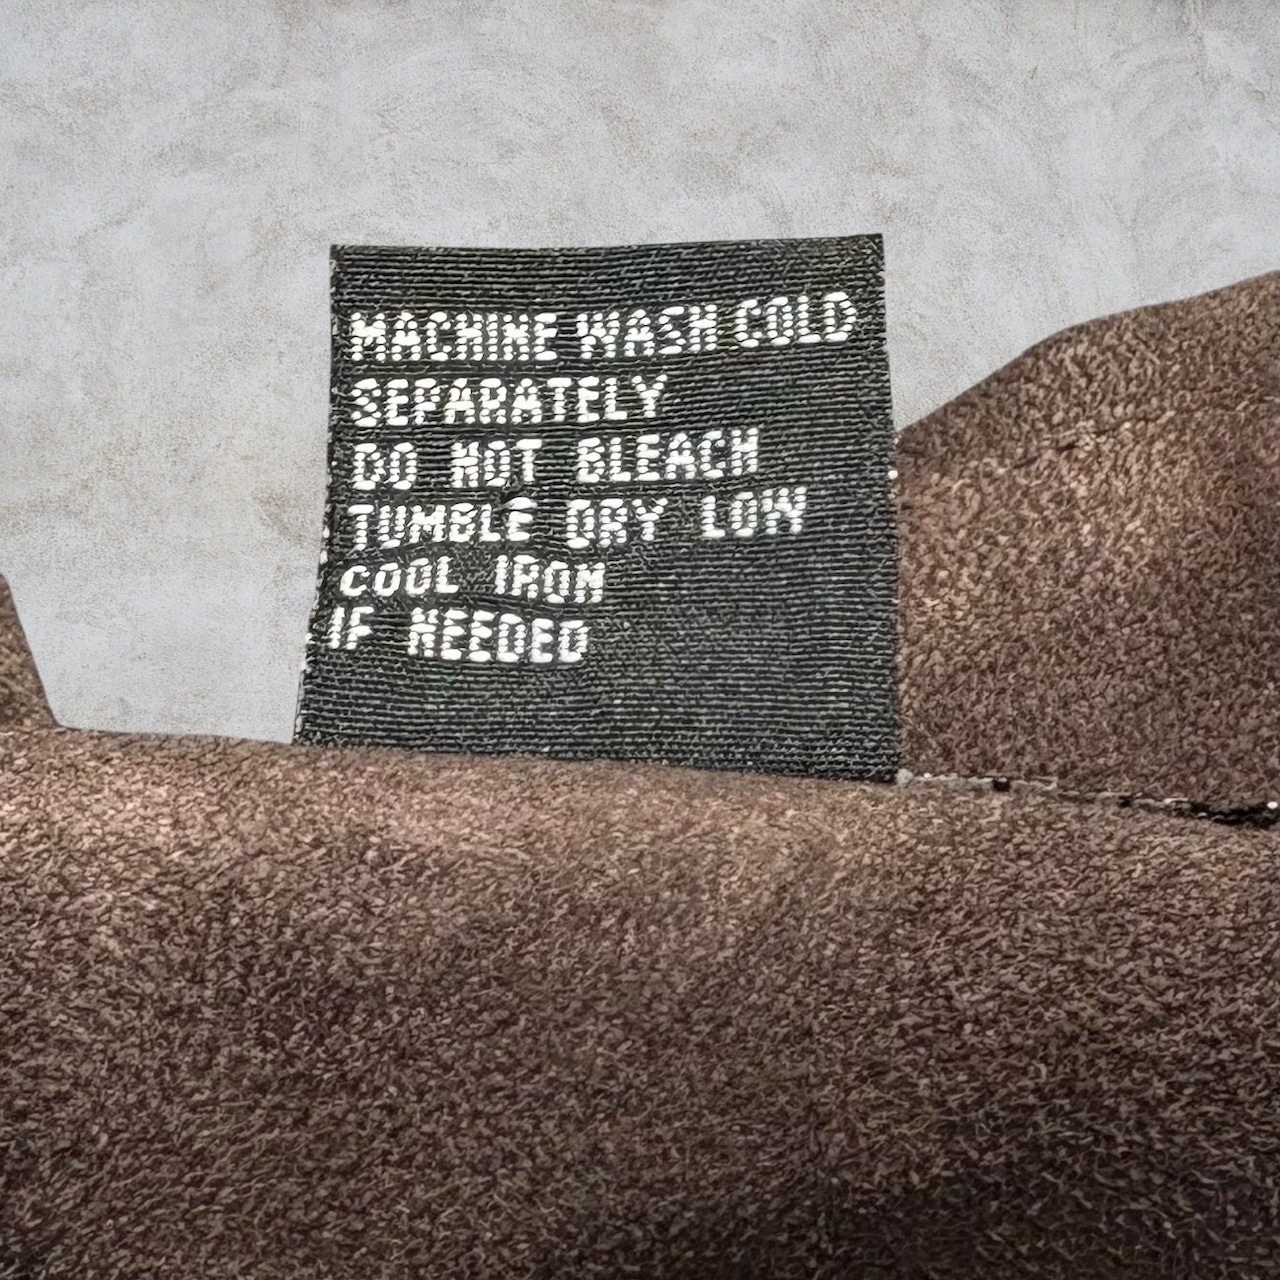 MACHINE WASH COLD
SEPARATELY
DO NOT BLEACH
TUMBLE DRY LOW
COOL IRON
IF NEEDED